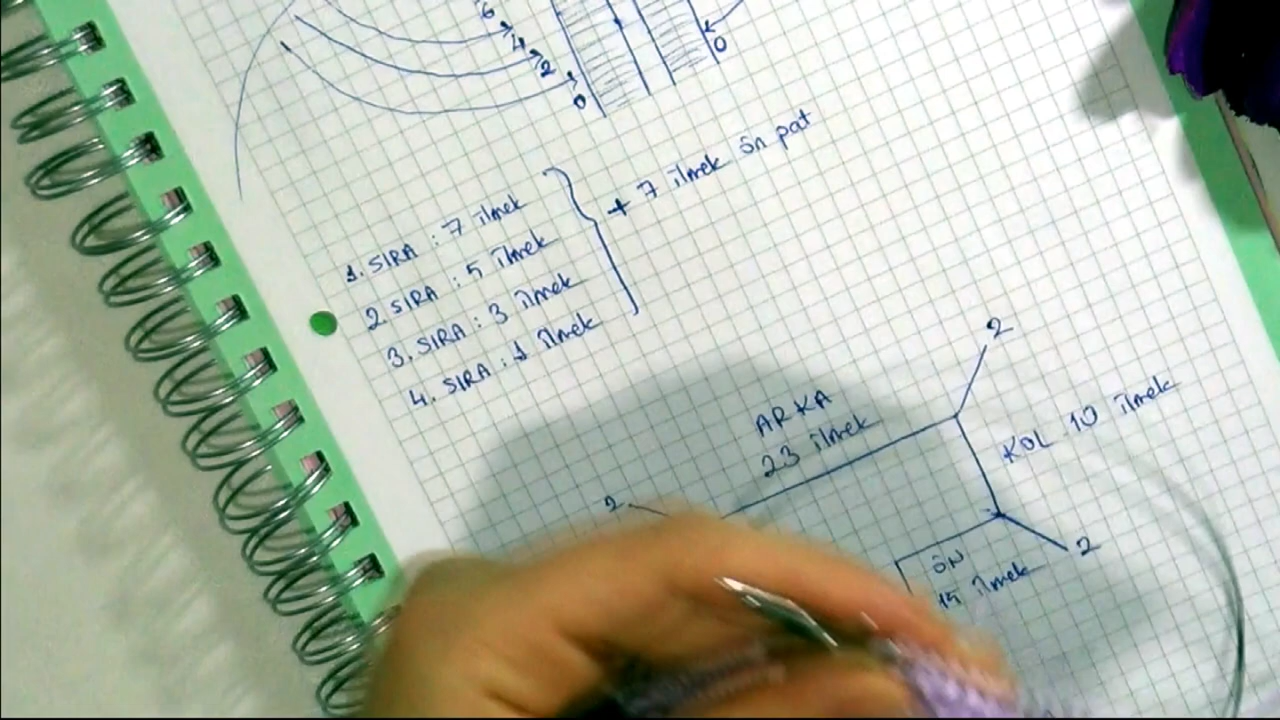 6
4
2
0
0
1. SIRA : 7 ilmek
2. SIRA : 5 ilmek
3. SIRA : 3 ilmek
4. SIRA : 1 ilmek
+ 7 ilmek ön pat
2
ARKA
23 ilmek
KOL 10 ilmek
2
2
ÖN
15 ilmek